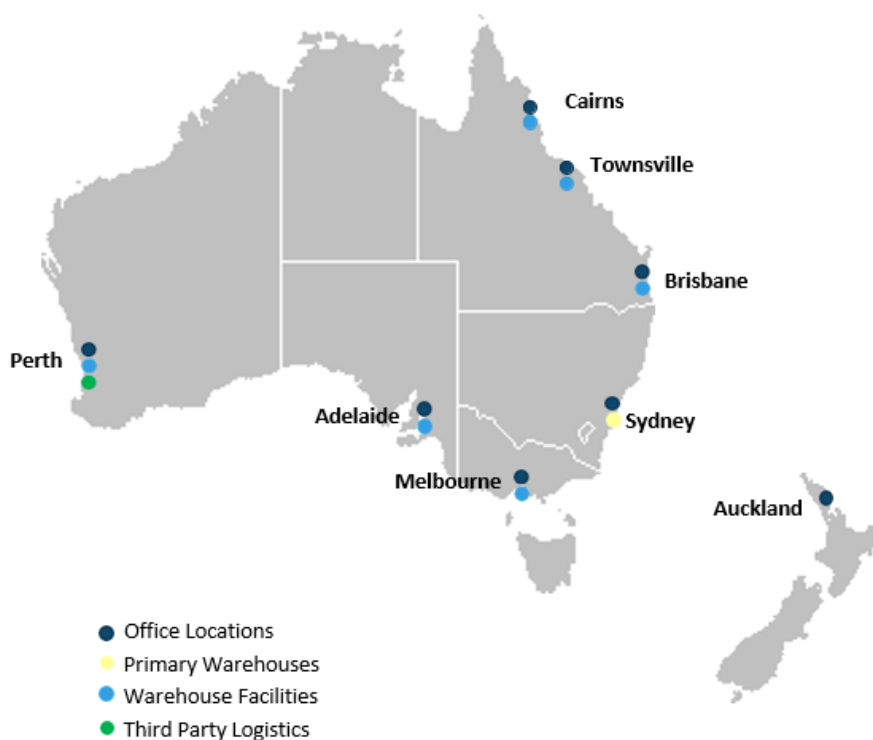 Cairns
Townsville
Brisbane
Perth
Adelaide
Sydney
Melbourne
Auckland
Office Locations
Primary Warehouses
Warehouse Facilities
Third Party Logistics